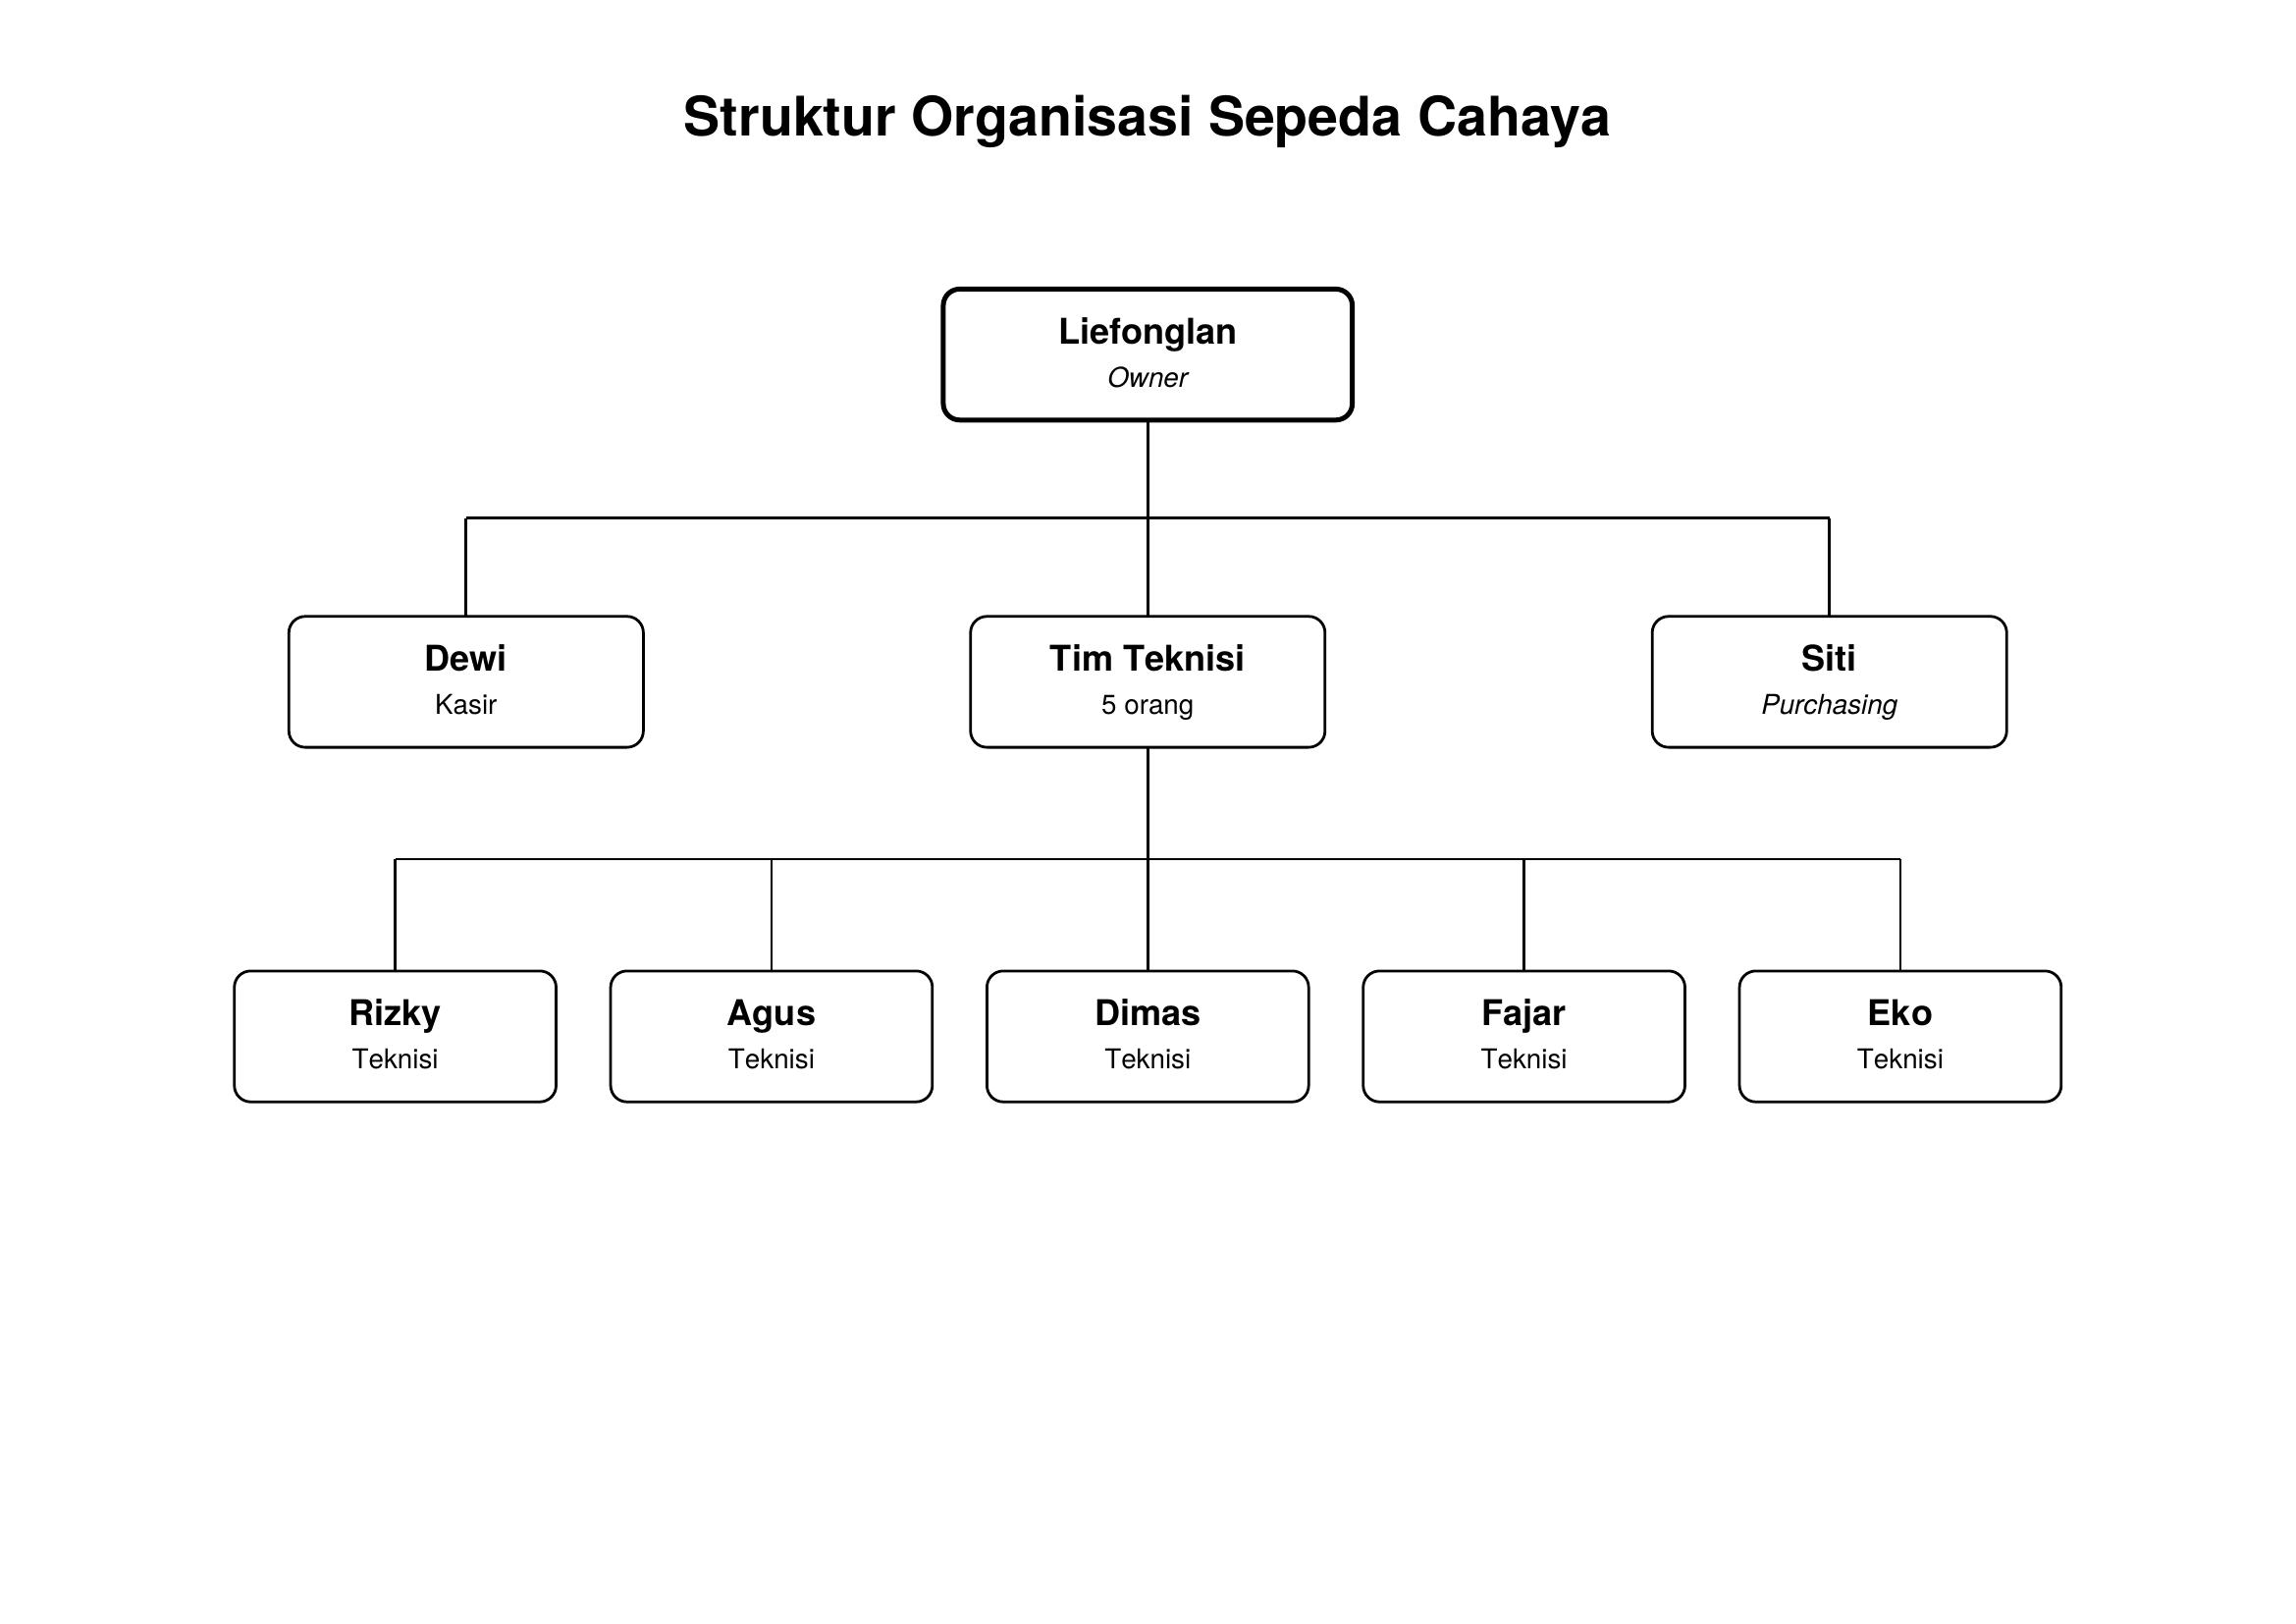 Struktur Organisasi Sepeda Cahaya
Liefonglan
Owner
Dewi
Kasir
Tim Teknisi
5 orang
Siti
Purchasing
Rizky
Teknisi
Agus
Teknisi
Dimas
Teknisi
Fajar
Teknisi
Eko
Teknisi